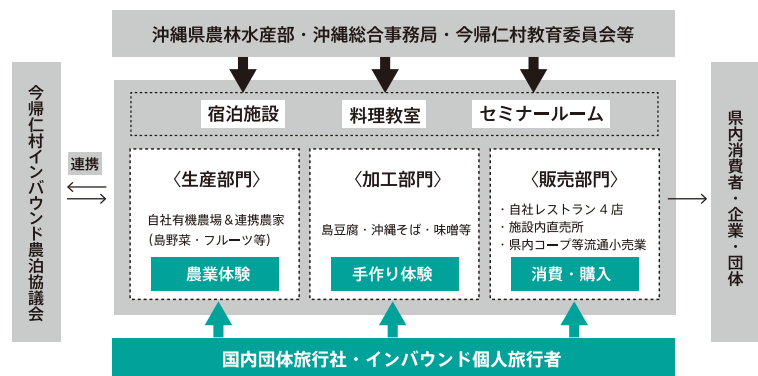 沖縄県農林水産部・沖縄総合事務局・今帰仁村教育委員会等
今帰仁村インバウンド農泊協議会
連携
宿泊施設
料理教室
セミナールーム
〈生産部門〉
自社有機農場＆連携農家
(島野菜・フルーツ等)
農業体験
〈加工部門〉
島豆腐・沖縄そば・味噌等
手作り体験
〈販売部門〉
・自社レストラン４店
・施設内直売所
・県内コープ等流通小売業
消費・購入
県内消費者・企業・団体
国内団体旅行社・インバウンド個人旅行者